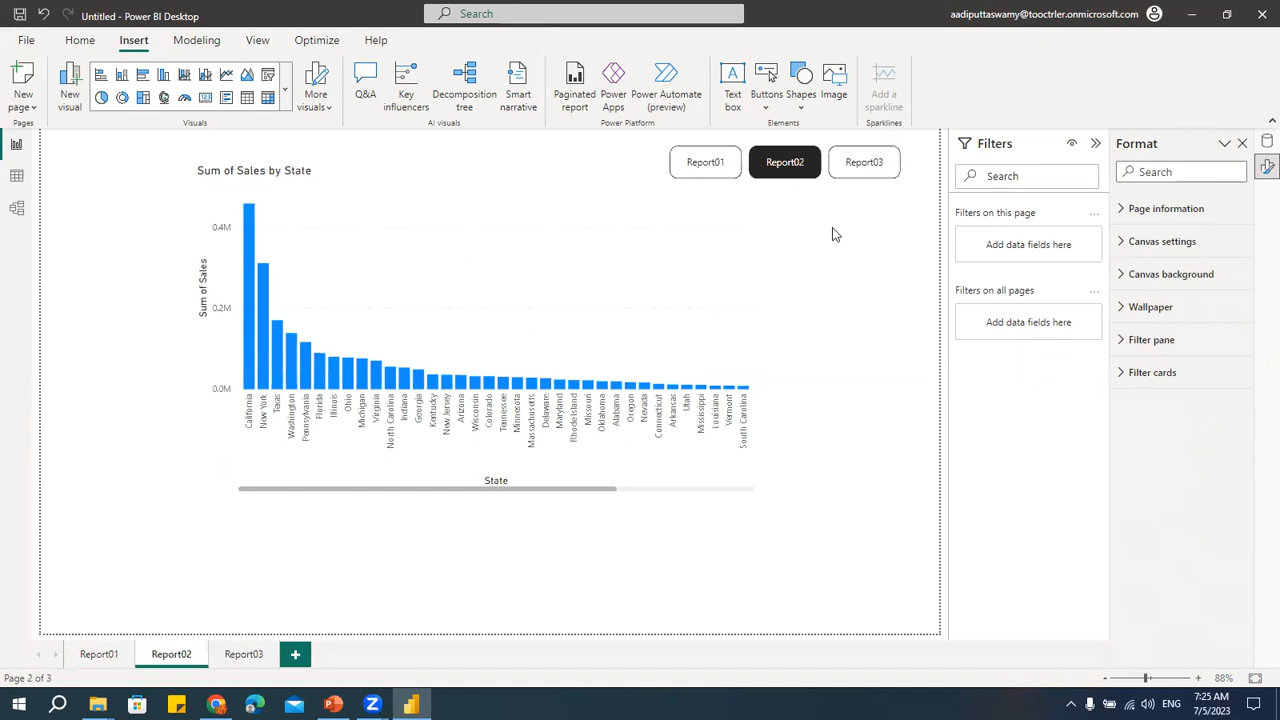 Untitled - Power BI Desktop
Search
aadiputtaswamy@tooctrler.onmicrosoft.com
File
Home
Insert
Modeling
View
Optimize
Help
New page
New visual
More visuals
Q&A
Key influencers
Decomposition tree
Smart narrative
Paginated report
Power Apps
Power Automate (preview)
Text box
Buttons
Shapes
Image
Add a sparkline
Pages
Visuals
AI visuals
Power Platform
Elements
Sparklines
Report01
Report02
Report03
Sum of Sales by State
Sum of Sales
0.4M
0.2M
0.0M
California
New York
Texas
Washington
Pennsylvania
Florida
Illinois
Ohio
Michigan
Virginia
North Carolina
Indiana
Georgia
Kentucky
New Jersey
Arizona
Wisconsin
Colorado
Tennessee
Minnesota
Massachusetts
Delaware
Maryland
Rhode Island
Missouri
Oklahoma
Alabama
Oregon
Nevada
Connecticut
Arkansas
Utah
Mississippi
Louisiana
Vermont
South Carolina
State
Filters
Search
Filters on this page
...
Add data fields here
Filters on all pages
...
Add data fields here
Format
Search
Page information
Canvas settings
Canvas background
Wallpaper
Filter pane
Filter cards
Report01
Report02
Report03
Page 2 of 3
88%
ENG
7:25 AM
7/5/2023